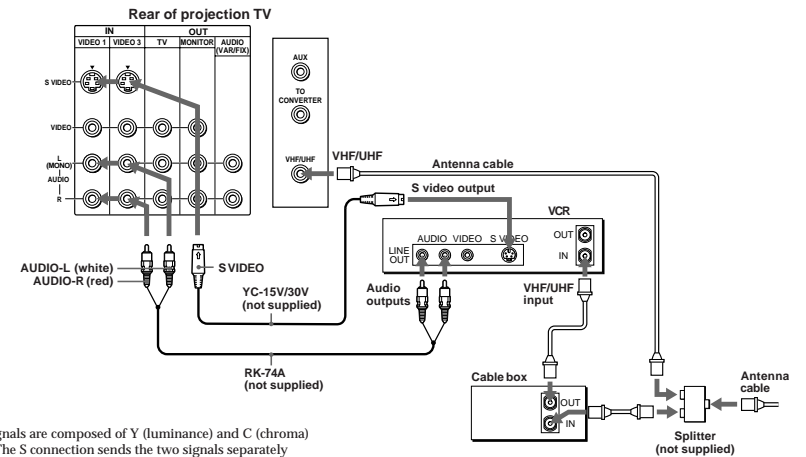 Rear of projection TV
IN OUT
VIDEO 1 VIDEO 3 TV MONITOR AUDIO
(VAR/FIX)
S VIDEO
VIDEO
L
(MONO)
AUDIO
R
AUX
TO
CONVERTER
VHF/UHF
VHF/UHF
Antenna cable
S video output
VCR
AUDIO VIDEO S VIDEO
LINE
OUT
OUT
IN
AUDIO-L (white)
AUDIO-R (red)
S VIDEO
YC-15V/30V
(not supplied)
Audio
outputs
VHF/UHF
input
RK-74A
(not supplied)
Cable box
OUT
IN
Antenna
cable
Splitter
(not supplied)
gnals are composed of Y (luminance) and C (chroma)
The S connection sends the two signals separately